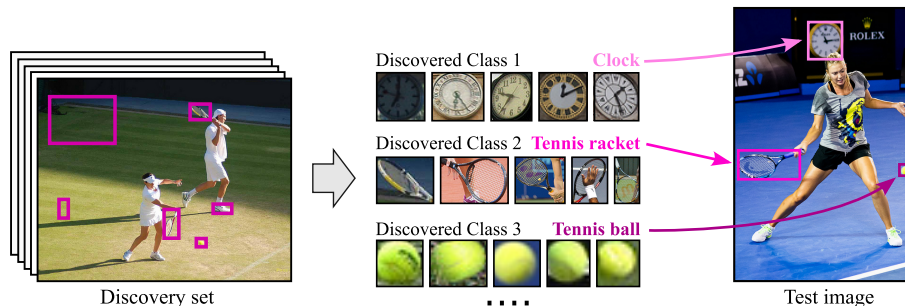 Discovered Class 1 Clock
ROLEX
Discovered Class 2 Tennis racket
Discovered Class 3 Tennis ball
....
Discovery set
Test image